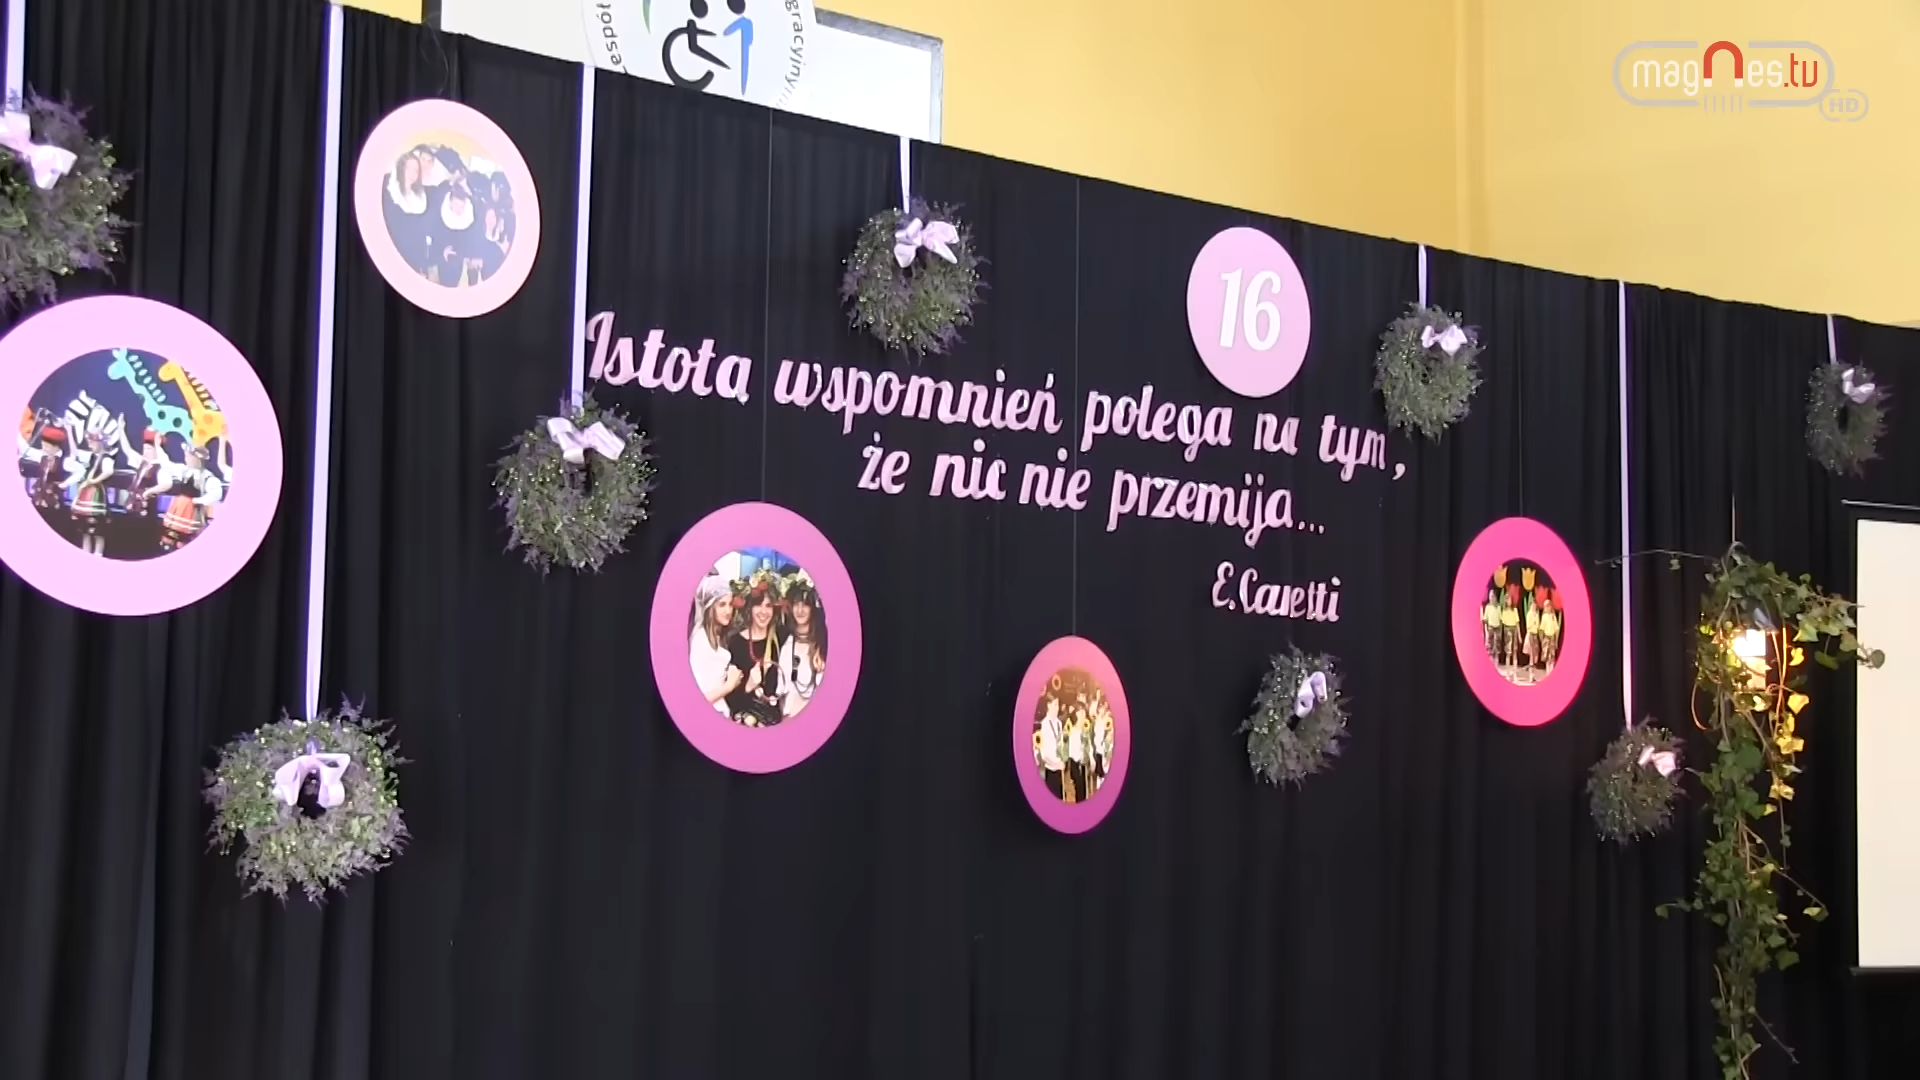 magnes.tv
HD
16
Istota wspomnień polega na tym,
że nic nie przemija...
E. Caretti